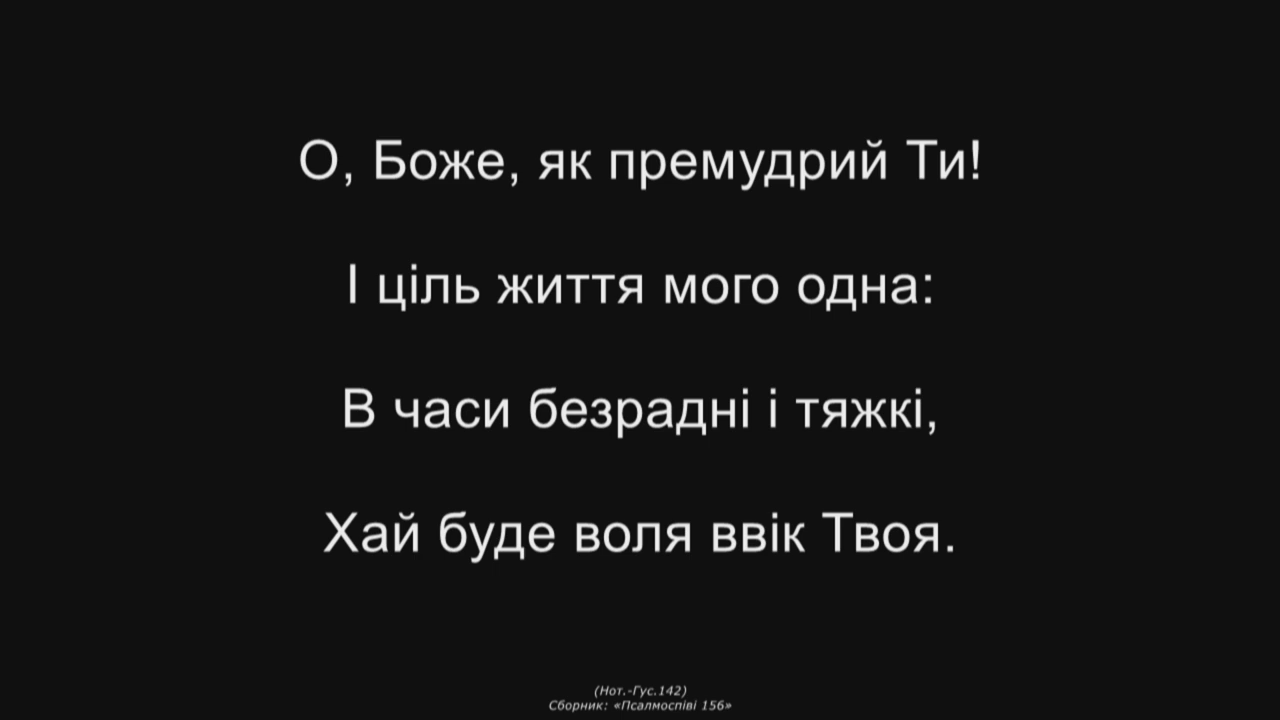 О, Боже, як премудрий Ти!
І ціль життя мого одна:
В часи безрадні і тяжкі,
Хай буде воля ввік Твоя.
(Нот.-Гус.142)
Сборник: «Псалмоспіві 156»